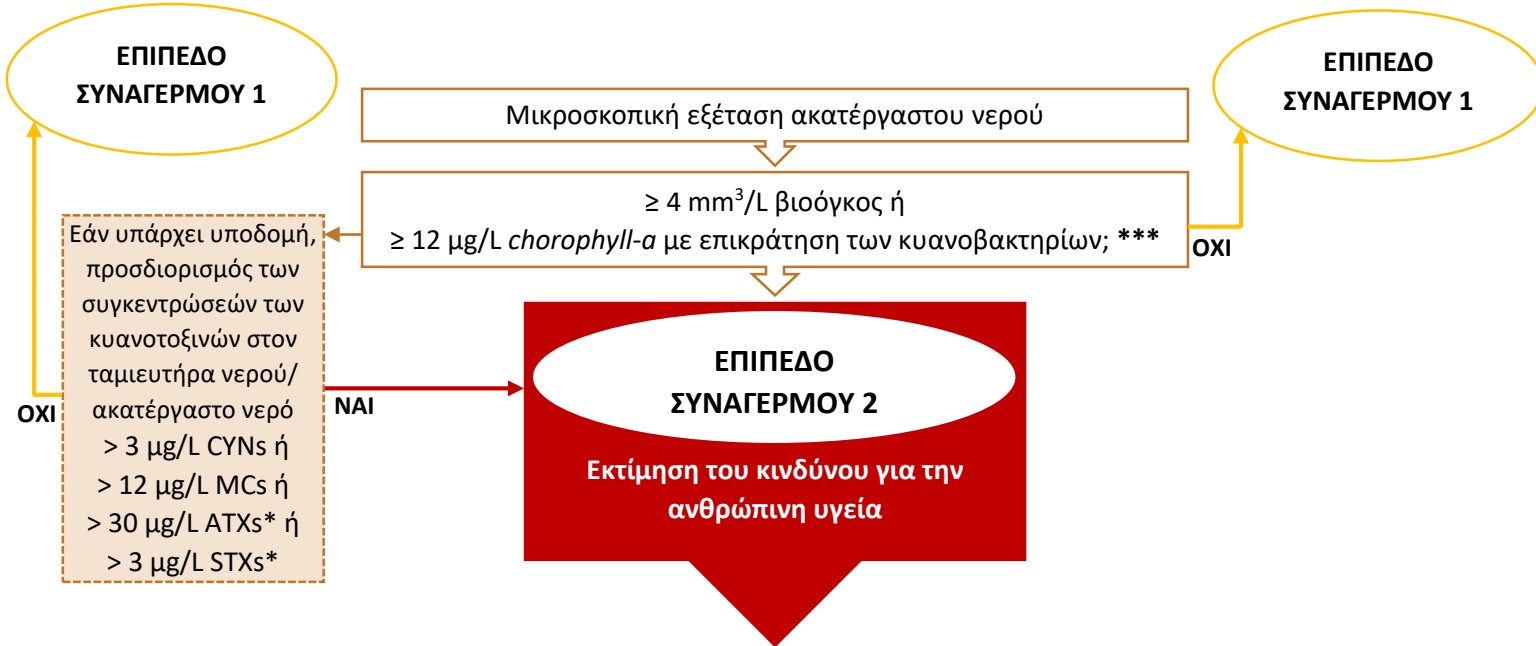 ΕΠΙΠΕΔΟ
ΣΥΝΑΓΕΡΜΟΥ 1
ΕΠΙΠΕΔΟ
ΣΥΝΑΓΕΡΜΟΥ 1
Μικροσκοπική εξέταση ακατέργαστου νερού
≥ 4 mm³/L βιοόγκος ή
≥ 12 μg/L chorophyll-a με επικράτηση των κυανοβακτηρίων; ***
ΟΧΙ
Εάν υπάρχει υποδομή,
προσδιορισμός των
συγκεντρώσεών των
κυανοτοξινών στον
ταμιευτήρα νερού/
ακατέργαστο νερό
> 3 μg/L CYNs ή
> 12 μg/L MCs ή
> 30 μg/L ATXs* ή
> 3 μg/L STXs*
ΟΧΙ
ΝΑΙ
ΕΠΙΠΕΔΟ
ΣΥΝΑΓΕΡΜΟΥ 2
Εκτίμηση του κινδύνου για την
ανθρώπινη υγεία